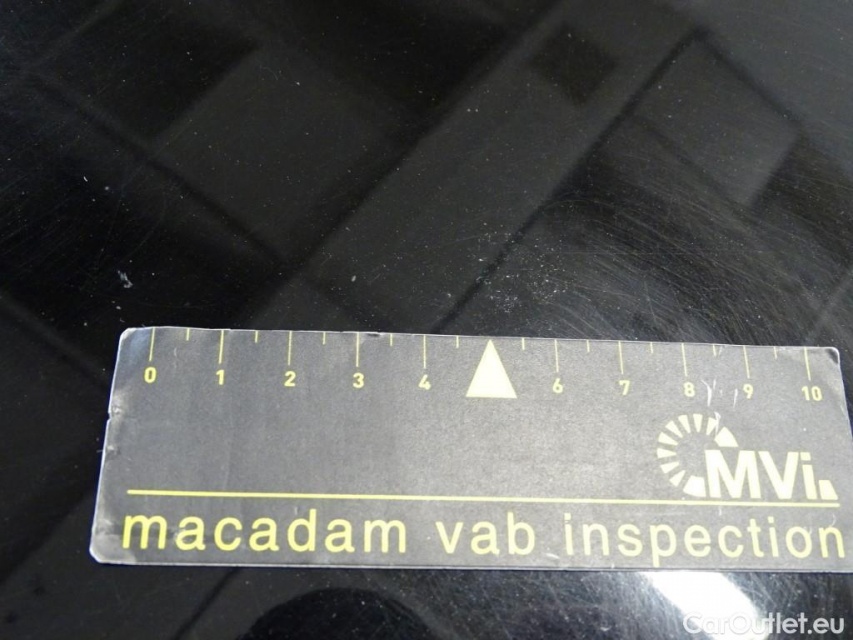 0 1 2 3 4 6 7 8 9 10
MVi
macadam vab inspection
CarOutlet.eu